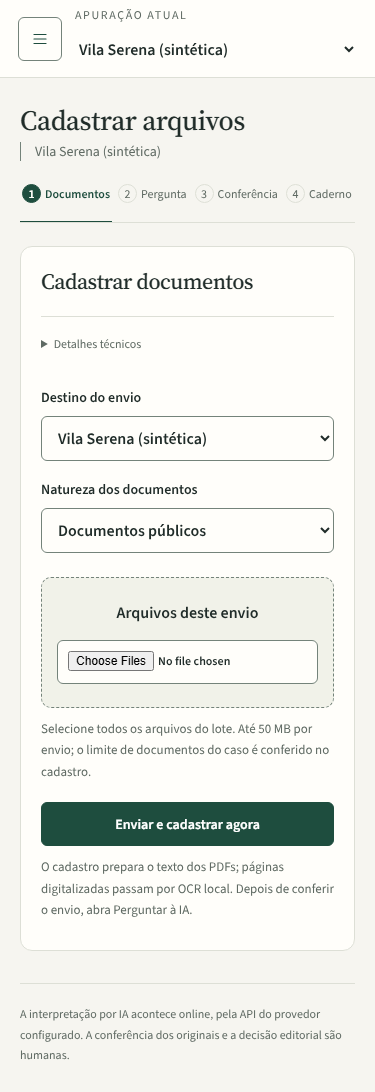 APURAÇÃO ATUAL
Vila Serena (sintética)
Cadastrar arquivos
Vila Serena (sintética)
1 Documentos 2 Pergunta 3 Conferência 4 Caderno
Cadastrar documentos
Detalhes técnicos
Destino do envio
Vila Serena (sintética)
Natureza dos documentos
Documentos públicos
Arquivos deste envio
Choose Files No file chosen
Selecione todos os arquivos do lote. Até 50 MB por
envio; o limite de documentos do caso é conferido no
cadastro.
Enviar e cadastrar agora
O cadastro prepara o texto dos PDFs; páginas
digitalizadas passam por OCR local. Depois de conferir
o envio, abra Perguntar à IA.
A interpretação por IA acontece online, pela API do provedor
configurado. A conferência dos originais e a decisão editorial são
humanas.